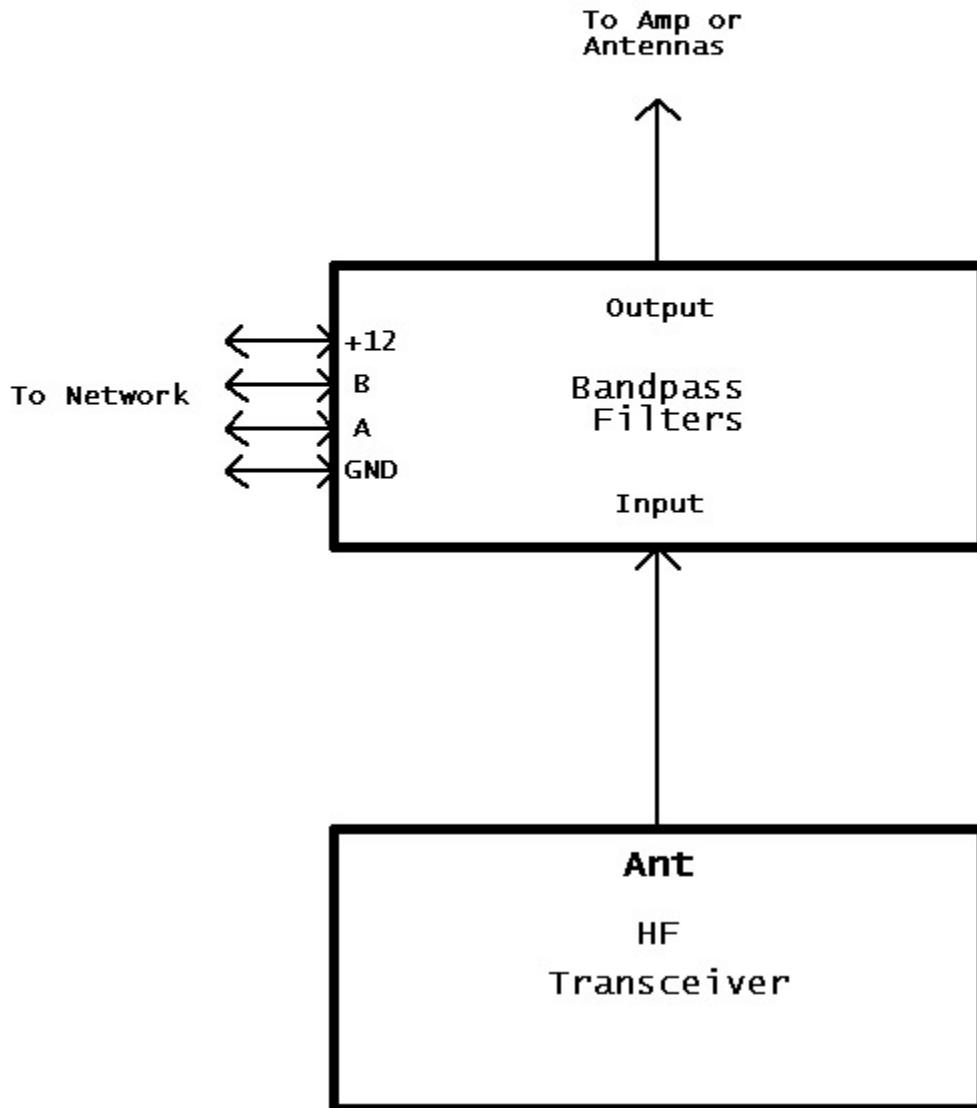 To Amp or
Antennas
Output
+12
B
To Network
A
GND
Bandpass
Filters
Input
Ant
HF
Transceiver